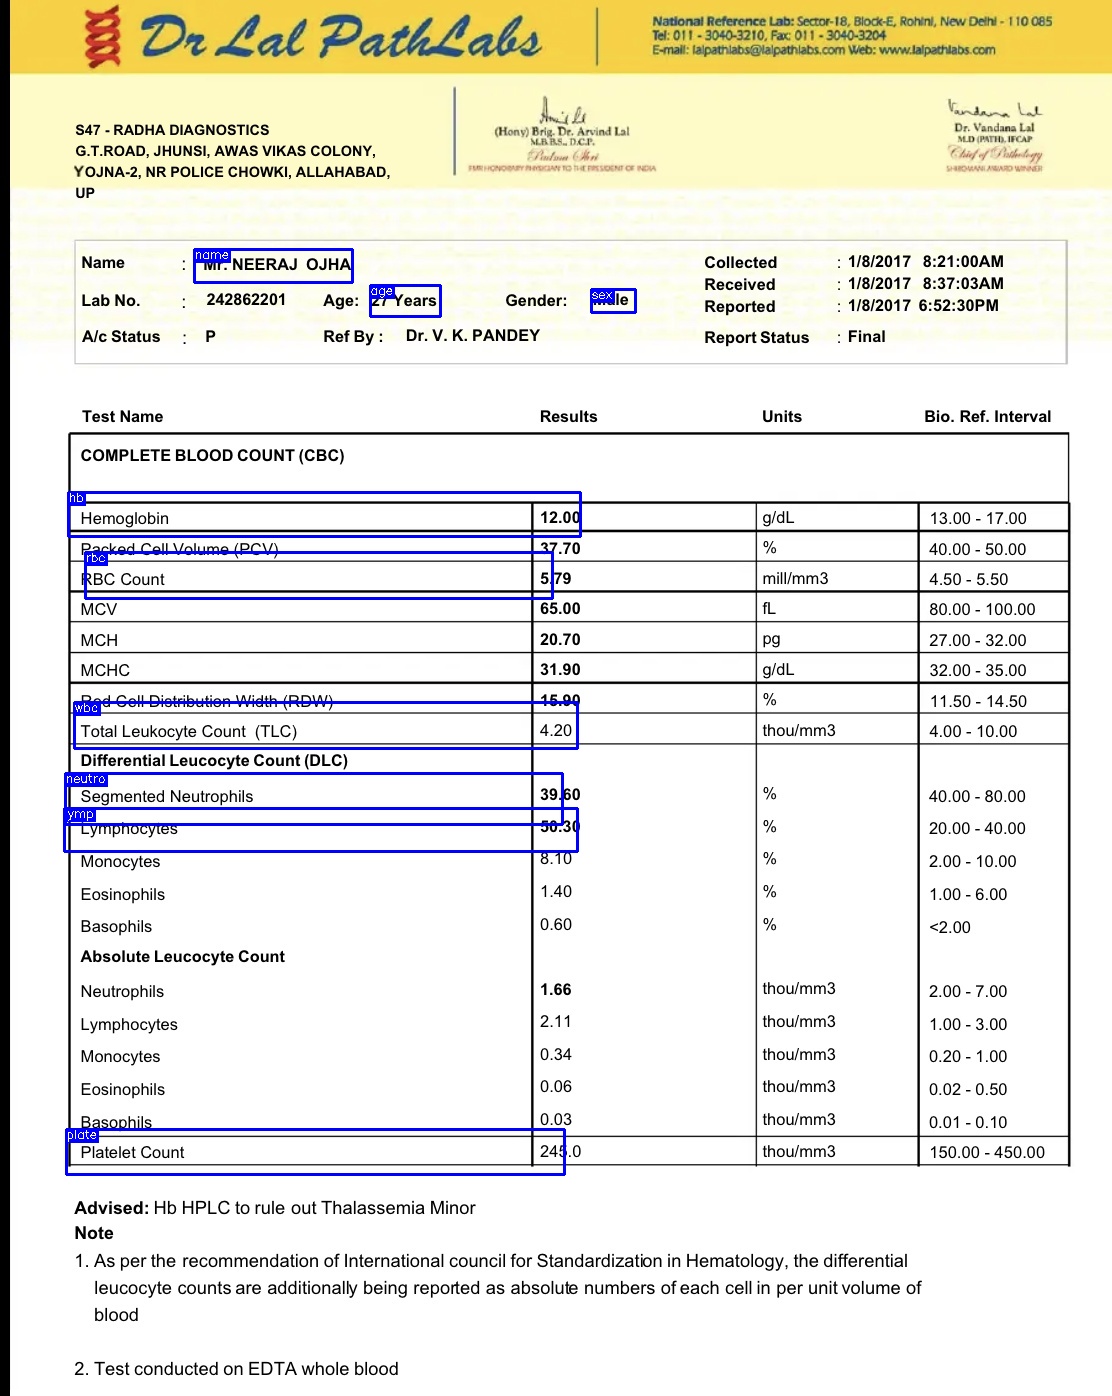 Dr Lal PathLabs
National Reference Lab: Sector-18, Block-E, Rohini, New Delhi - 110 085
Tel: 011 - 3040-3210, Fax: 011 - 3040-3204
E-mail: lalpathlabs@lalpathlabs.com Web: www.lalpathlabs.com
S47 - RADHA DIAGNOSTICS
G.T.ROAD, JHUNSI, AWAS VIKAS COLONY,
YOJNA-2, NR POLICE CHOWKI, ALLAHABAD,
UP
(Hony) Brig. Dr. Arvind Lal
M.B.B.S., D.C.P.
Padma Shri
FMR HONORARY PHYSICIAN TO THE PRESIDENT OF INDIA
Vandana Lal
Dr. Vandana Lal
M.D (PATH), IFCAP
Chief of Pathology
SHIROMANI AWARD WINNER
name
Name : Mr. NEERAJ OJHA Collected : 1/8/2017 8:21:00AM
Received : 1/8/2017 8:37:03AM
age sex
Lab No. : 242862201 Age: 27 Years Gender: Male Reported : 1/8/2017 6:52:30PM
A/c Status : P Ref By : Dr. V. K. PANDEY Report Status : Final
Test Name Results Units Bio. Ref. Interval
COMPLETE BLOOD COUNT (CBC)
hb
Hemoglobin 12.00 g/dL 13.00 - 17.00
Packed Cell Volume (PCV) 37.70 % 40.00 - 50.00
rbc
RBC Count 5.79 mill/mm3 4.50 - 5.50
MCV 65.00 fL 80.00 - 100.00
MCH 20.70 pg 27.00 - 32.00
MCHC 31.90 g/dL 32.00 - 35.00
Red Cell Distribution Width (RDW) 15.90 % 11.50 - 14.50
wbc
Total Leukocyte Count (TLC) 4.20 thou/mm3 4.00 - 10.00
Differential Leucocyte Count (DLC)
neutro
Segmented Neutrophils 39.60 % 40.00 - 80.00
lymp
Lymphocytes 50.30 % 20.00 - 40.00
Monocytes 8.10 % 2.00 - 10.00
Eosinophils 1.40 % 1.00 - 6.00
Basophils 0.60 % <2.00
Absolute Leucocyte Count
Neutrophils 1.66 thou/mm3 2.00 - 7.00
Lymphocytes 2.11 thou/mm3 1.00 - 3.00
Monocytes 0.34 thou/mm3 0.20 - 1.00
Eosinophils 0.06 thou/mm3 0.02 - 0.50
Basophils 0.03 thou/mm3 0.01 - 0.10
plate
Platelet Count 245.0 thou/mm3 150.00 - 450.00
Advised: Hb HPLC to rule out Thalassemia Minor
Note
1. As per the recommendation of International council for Standardization in Hematology, the differential
leucocyte counts are additionally being reported as absolute numbers of each cell in per unit volume of
blood
2. Test conducted on EDTA whole blood